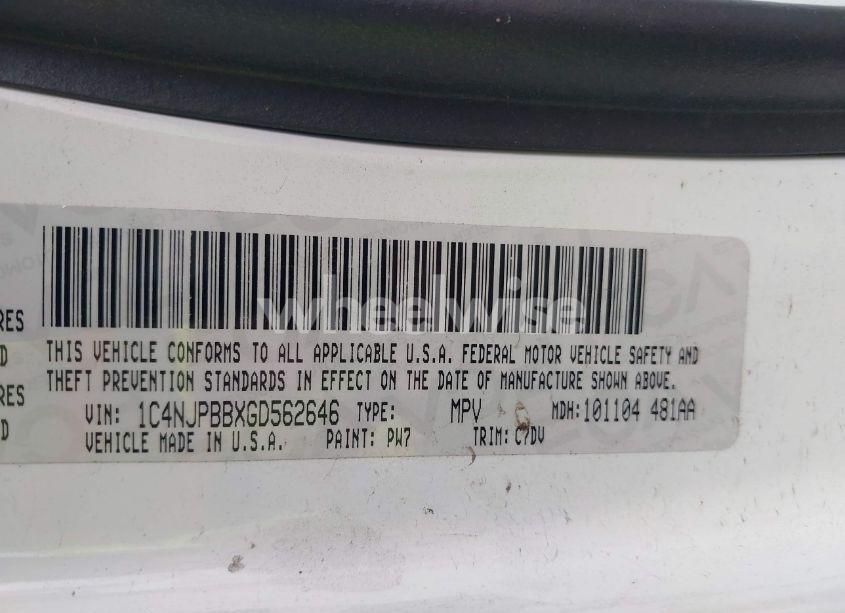 wheelwise
RES
D
THIS VEHICLE CONFORMS TO ALL APPLICABLE U.S.A. FEDERAL MOTOR VEHICLE SAFETY AND
RES
THEFT PREVENTION STANDARDS IN EFFECT ON THE DATE OF MANUFACTURE SHOWN ABOVE.
D
VIN: 1C4NJPBBXGD562646 TYPE: MPV MDH:101104 481AA
VEHICLE MADE IN U.S.A. PAINT: PW7 TRIM: C7DV